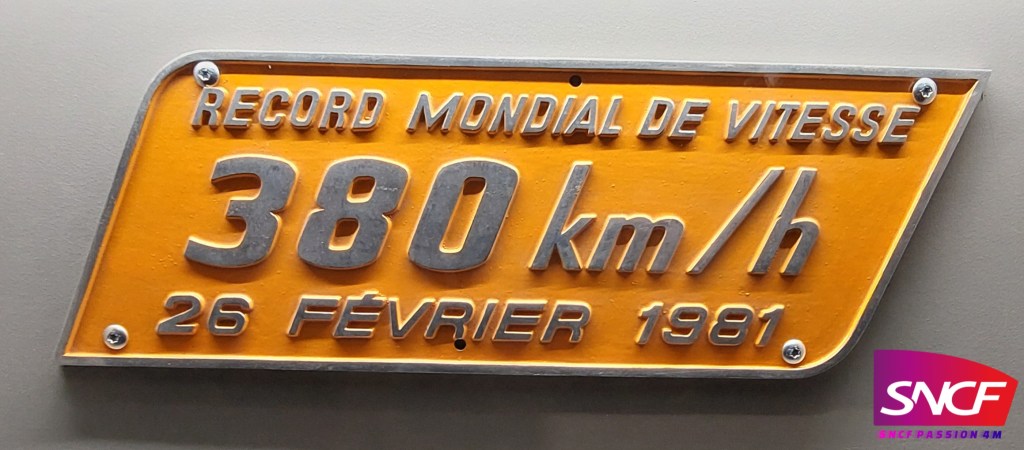 RECORD MONDIAL DE VITESSE
380 km/h
26 FÉVRIER 1981
SNCF
SNCF PASSION 4M